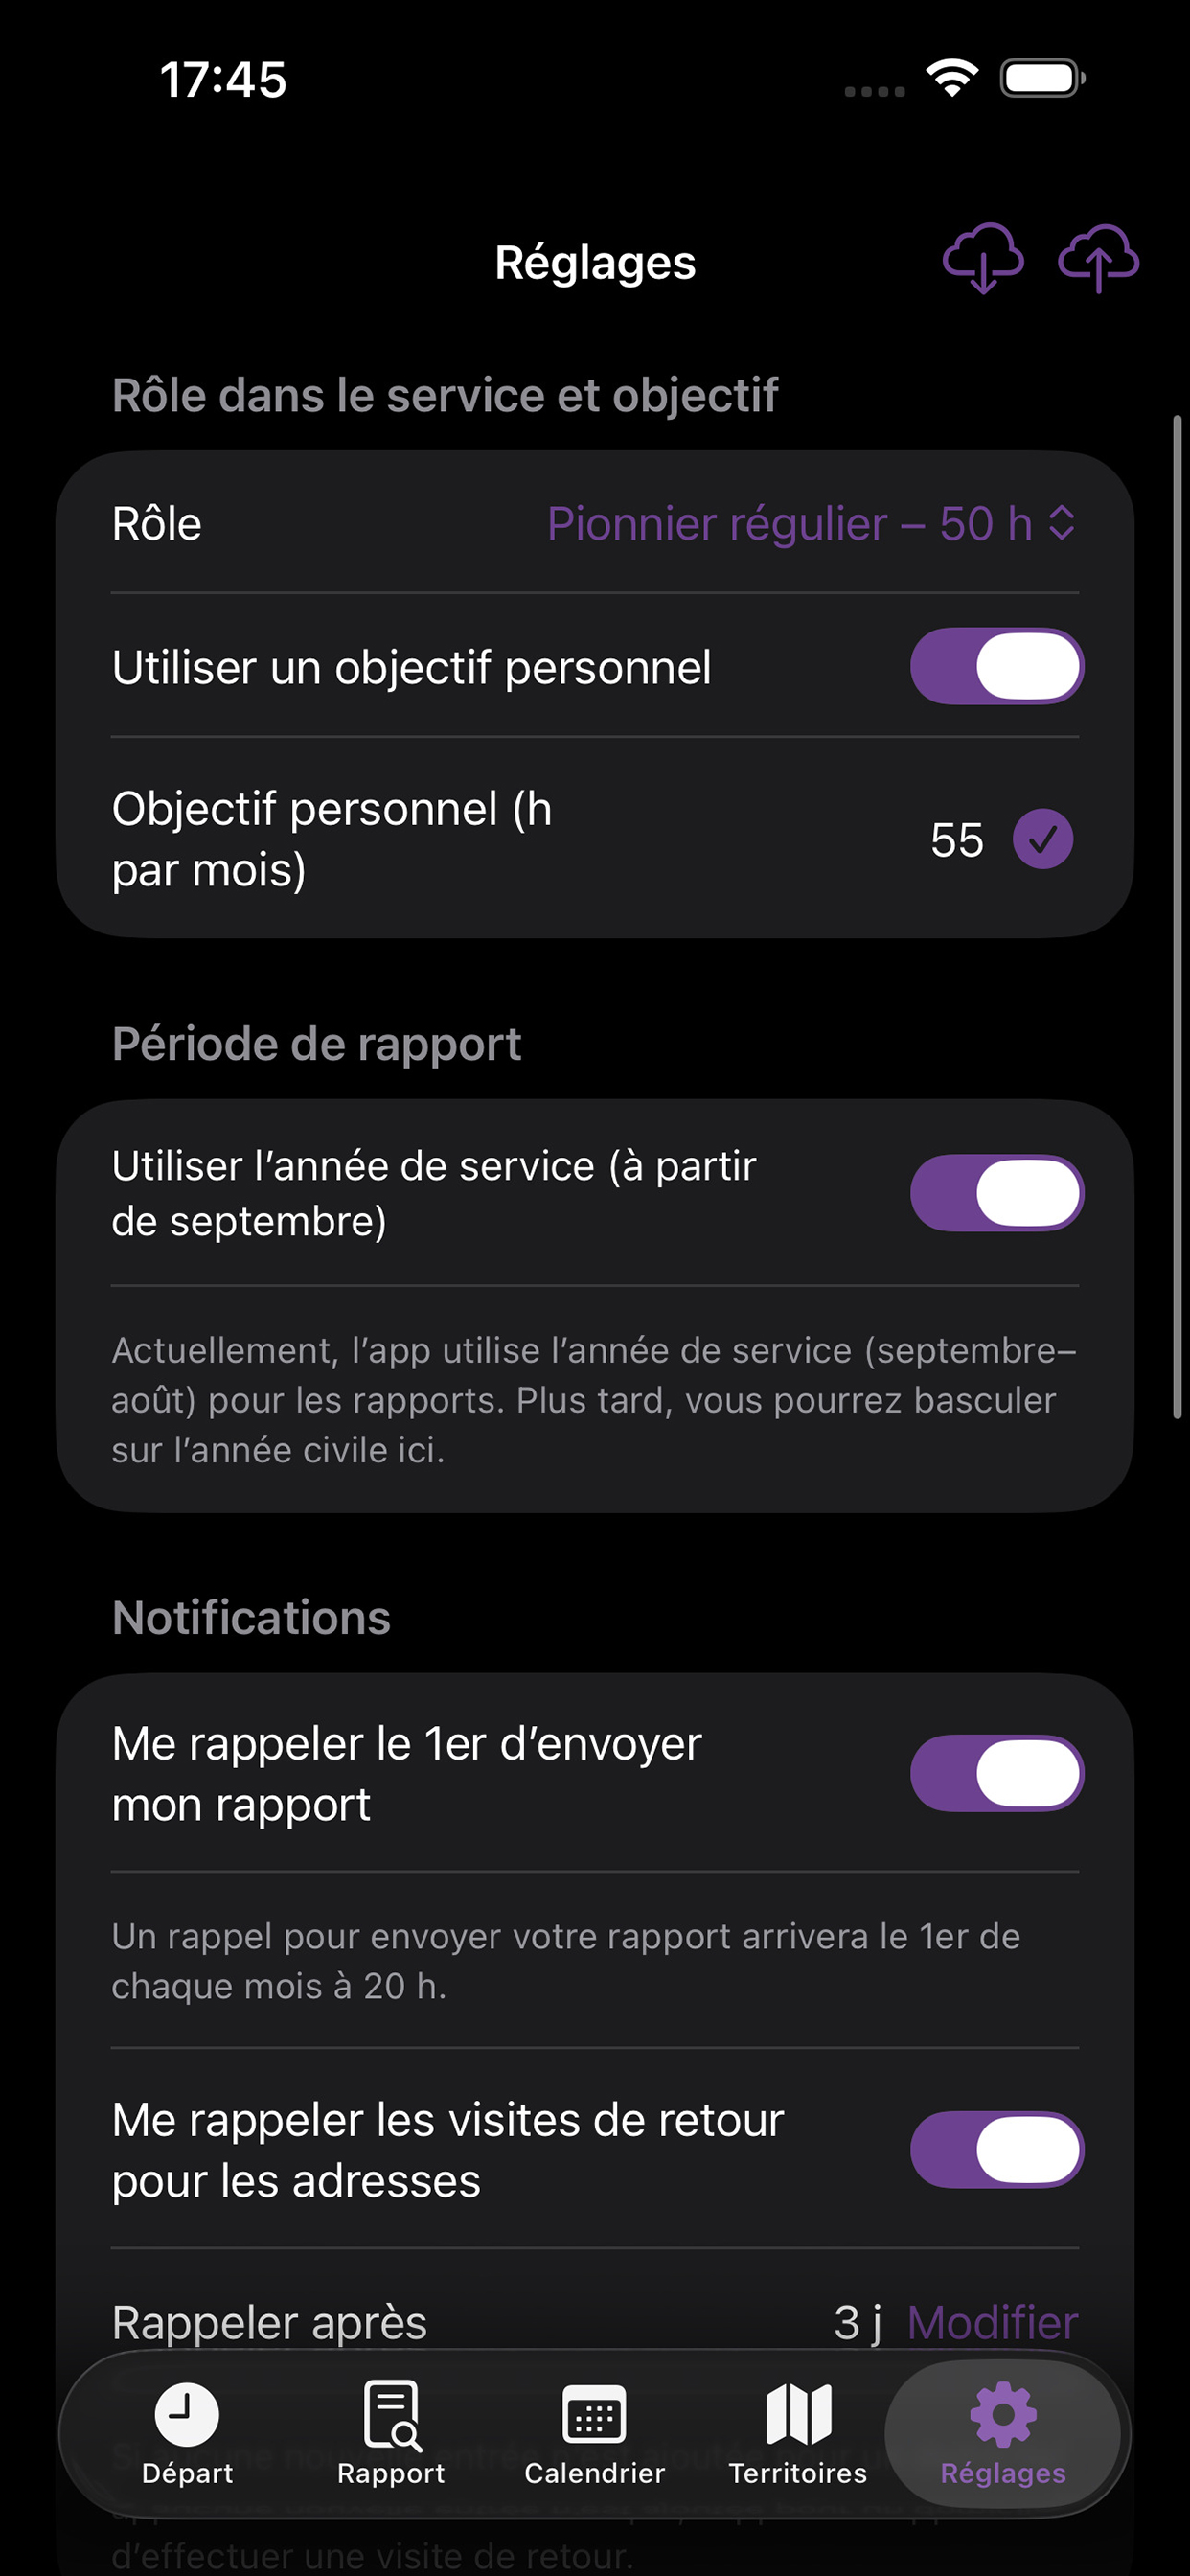 17:45
Réglages
Rôle dans le service et objectif
Rôle
Pionnier régulier – 50 h
Utiliser un objectif personnel
Objectif personnel (h
par mois)
55
Période de rapport
Utiliser l’année de service (à partir
de septembre)
Actuellement, l’app utilise l’année de service (septembre–
août) pour les rapports. Plus tard, vous pourrez basculer
sur l’année civile ici.
Notifications
Me rappeler le 1er d’envoyer
mon rapport
Un rappel pour envoyer votre rapport arrivera le 1er de
chaque mois à 20 h.
Me rappeler les visites de retour
pour les adresses
Rappeler après
3 j Modifier
Départ
Rapport
Calendrier
Territoires
Réglages
d’effectuer une visite de retour.